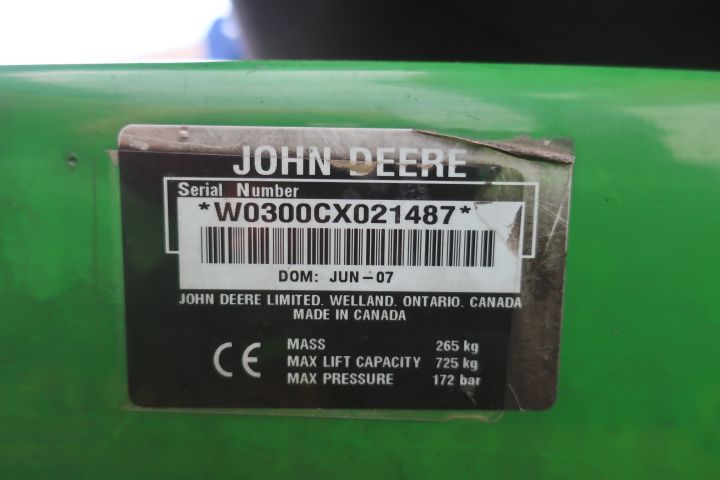 JOHN DEERE
Serial Number
*W0300CX021487*
DOM: JUN-07
JOHN DEERE LIMITED. WELLAND. ONTARIO. CANADA
MADE IN CANADA
CE
MASS 265 kg
MAX LIFT CAPACITY 725 kg
MAX PRESSURE 172 bar